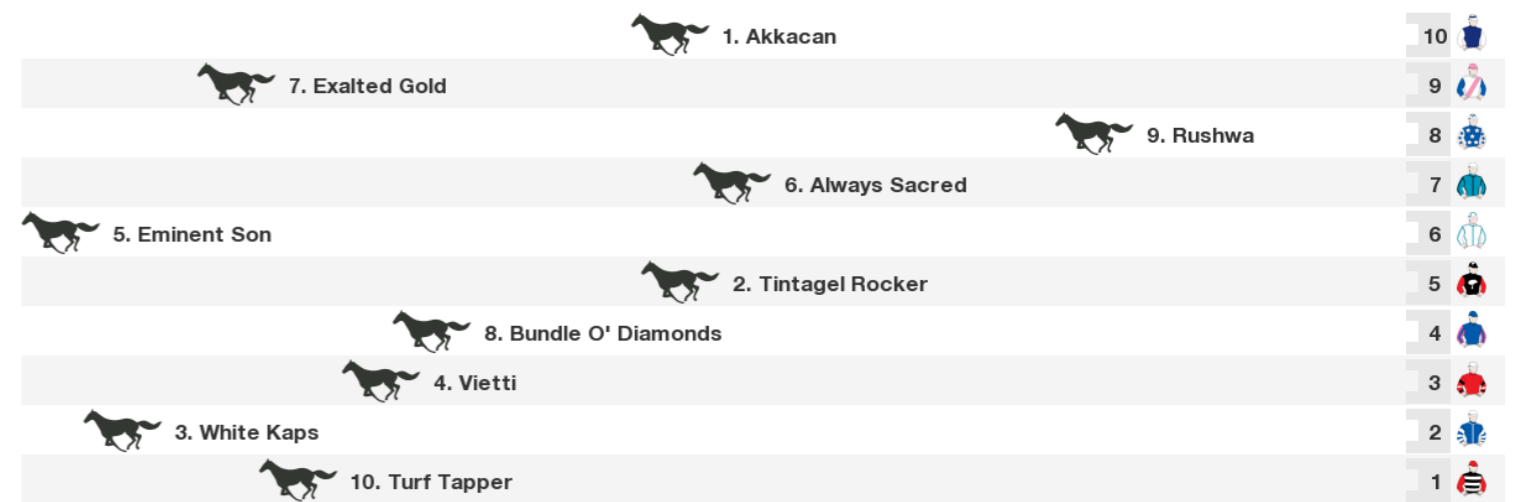 1. Akkacan 10
7. Exalted Gold 9
9. Rushwa 8
6. Always Sacred 7
5. Eminent Son 6
2. Tintagel Rocker 5
8. Bundle O' Diamonds 4
4. Vietti 3
3. White Kaps 2
10. Turf Tapper 1